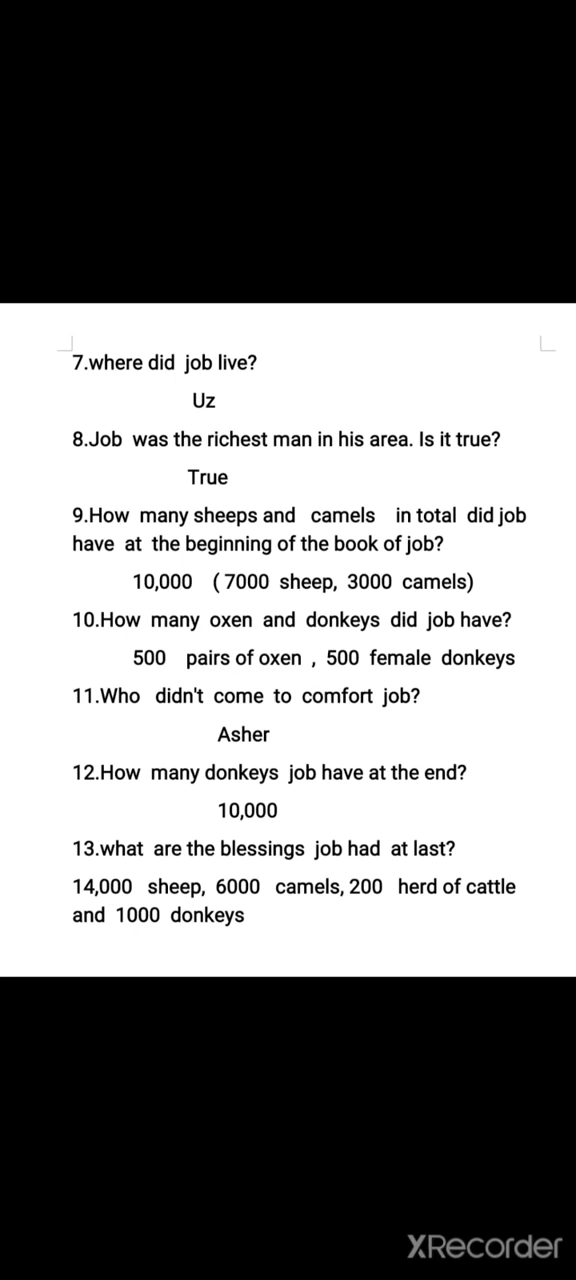 7.where did job live?
Uz
8.Job was the richest man in his area. Is it true?
True
9.How many sheeps and camels in total did job
have at the beginning of the book of job?
10,000 (7000 sheep, 3000 camels)
10.How many oxen and donkeys did job have?
500 pairs of oxen , 500 female donkeys
11.Who didn't come to comfort job?
Asher
12.How many donkeys job have at the end?
10,000
13.what are the blessings job had at last?
14,000 sheep, 6000 camels, 200 herd of cattle
and 1000 donkeys
XRecorder